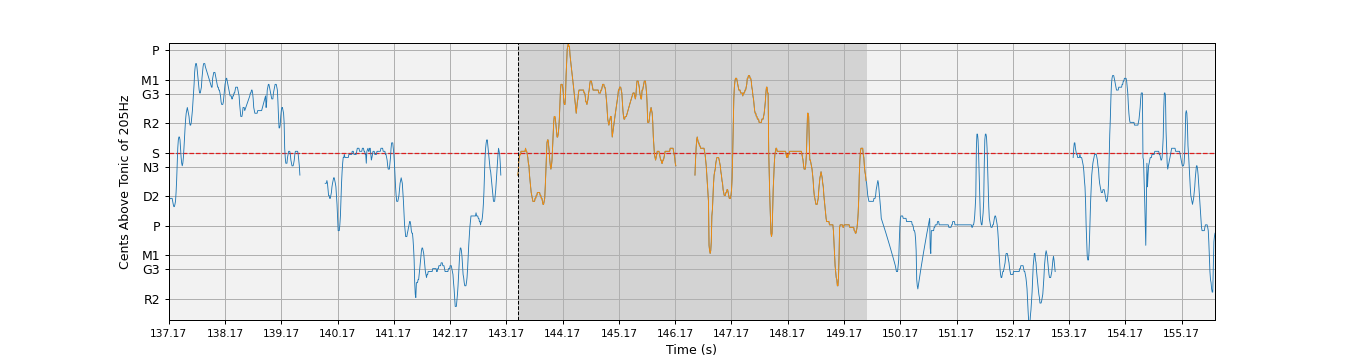 Cents Above Tonic of 205Hz
P
M1
G3
R2
S
N3
D2
P
M1
G3
R2
137.17 138.17 139.17 140.17 141.17 142.17 143.17 144.17 145.17 146.17 147.17 148.17 149.17 150.17 151.17 152.17 153.17 154.17 155.17
Time (s)